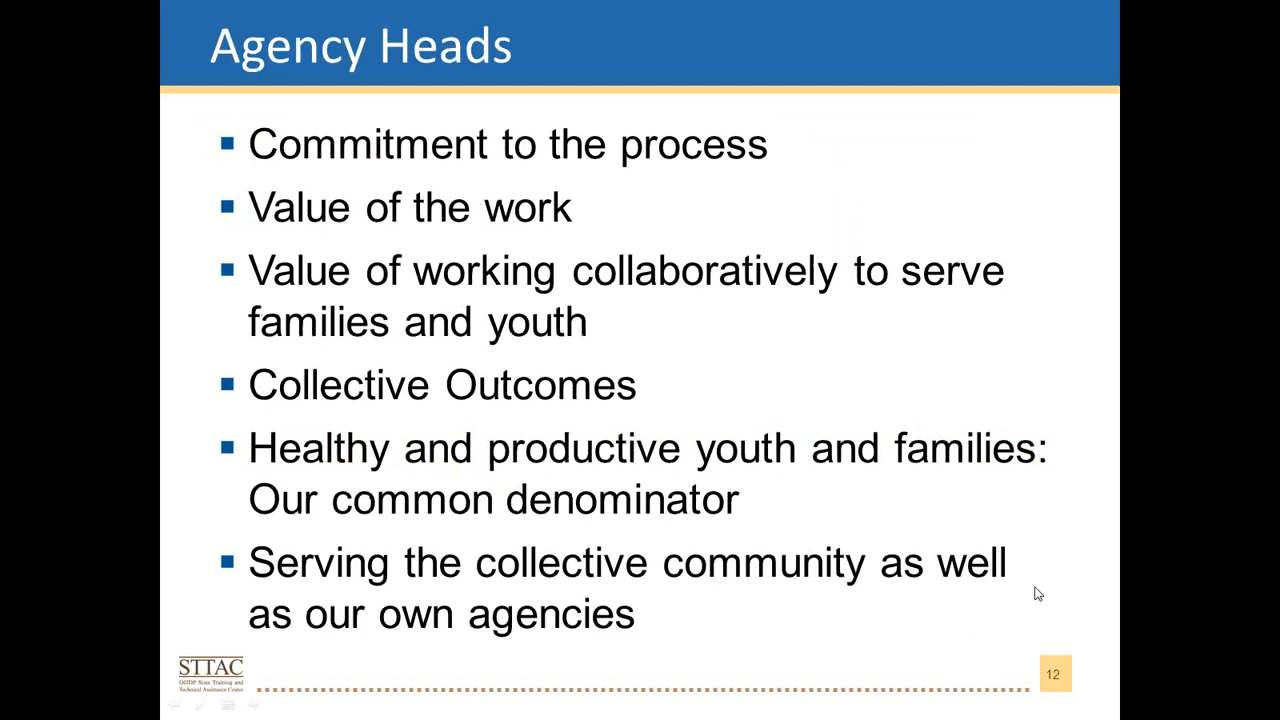 Agency Heads
Commitment to the process
Value of the work
Value of working collaboratively to serve
families and youth
Collective Outcomes
Healthy and productive youth and families:
Our common denominator
Serving the collective community as well
as our own agencies
STTAC
OJJDP State Training and
Technical Assistance Center
12